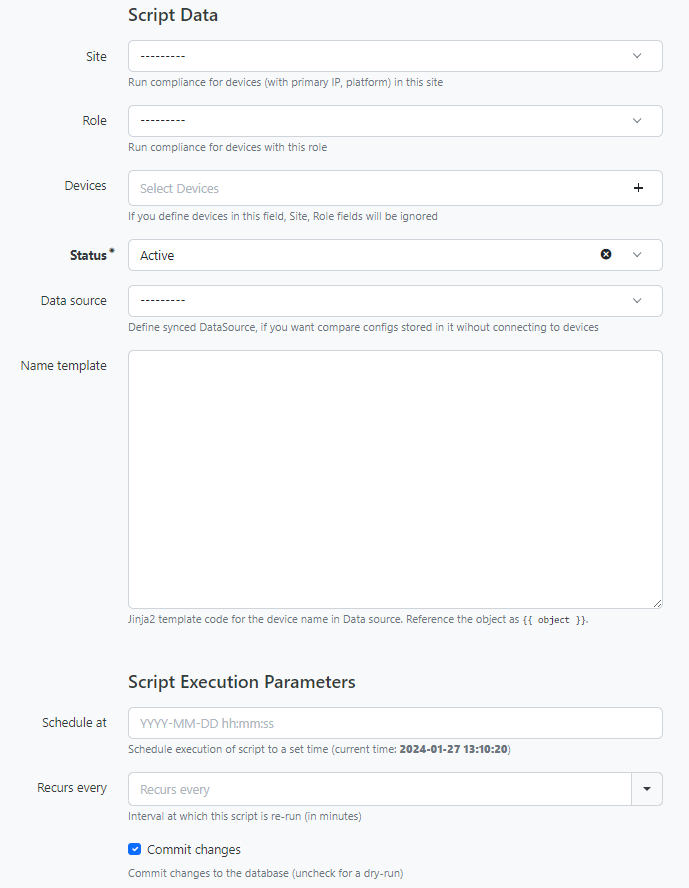 Script Data
Site
---------
Run compliance for devices (with primary IP, platform) in this site
Role
---------
Run compliance for devices with this role
Devices
Select Devices
If you define devices in this field, Site, Role fields will be ignored
Status*
Active
Data source
---------
Define synced DataSource, if you want compare configs stored in it wihout connecting to devices
Name template
Jinja2 template code for the device name in Data source. Reference the object as {{ object }}.
Script Execution Parameters
Schedule at
YYYY-MM-DD hh:mm:ss
Schedule execution of script to a set time (current time: 2024-01-27 13:10:20)
Recurs every
Recurs every
Interval at which this script is re-run (in minutes)
Commit changes
Commit changes to the database (uncheck for a dry-run)